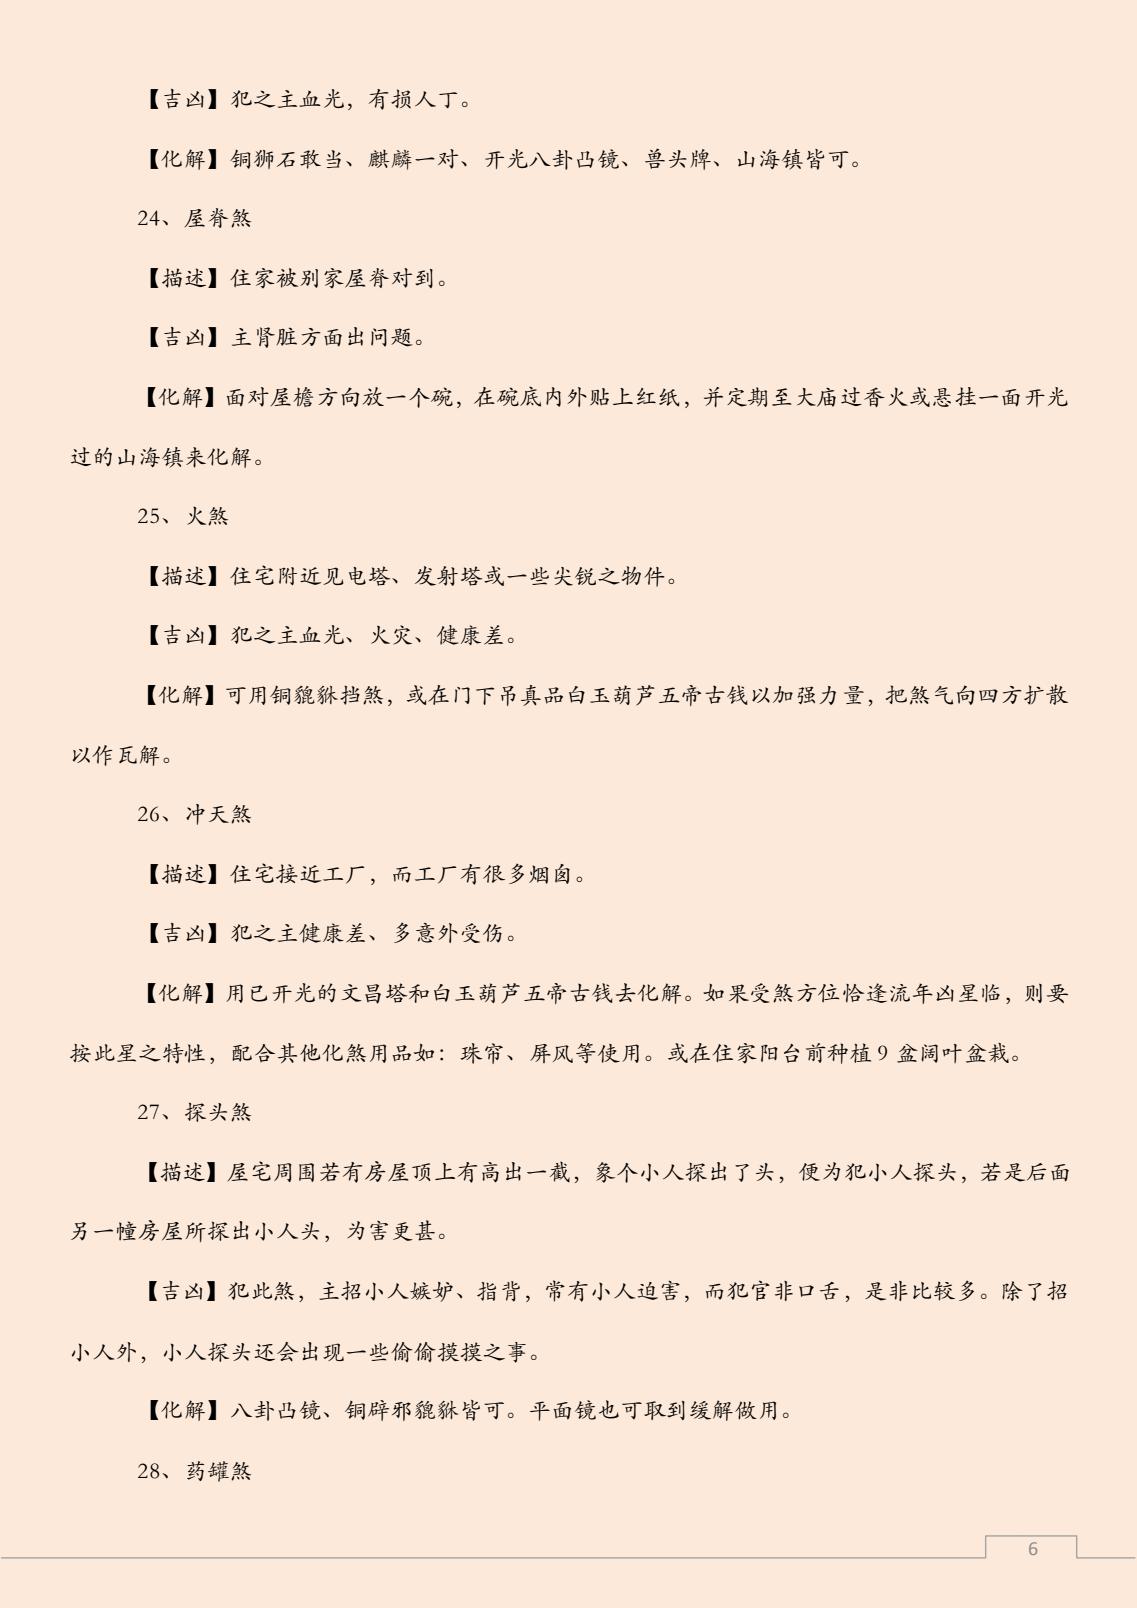 【吉凶】犯之主血光，有损人丁。
【化解】铜狮石敢当、麒麟一对、开光八卦凸镜、兽头牌、山海镇皆可。
24、屋脊煞
【描述】住家被别家屋脊对到。
【吉凶】主肾脏方面出问题。
【化解】面对屋檐方向放一个碗，在碗底内外贴上红纸，并定期至大庙过香火或悬挂一面开光
过的山海镇来化解。
25、火煞
【描述】住宅附近见电塔、发射塔或一些尖锐之物件。
【吉凶】犯之主血光、火灾、健康差。
【化解】可用铜貔貅挡煞，或在门下吊真品白玉葫芦五帝古钱以加强力量，把煞气向四方扩散
以作瓦解。
26、冲天煞
【描述】住宅接近工厂，而工厂有很多烟囱。
【吉凶】犯之主健康差、多意外受伤。
【化解】用已开光的文昌塔和白玉葫芦五帝古钱去化解。如果受煞方位恰逢流年凶星临，则要
按此星之特性，配合其他化煞用品如：珠帘、屏风等使用。或在住家阳台前种植 9 盆阔叶盆栽。
27、探头煞
【描述】屋宅周围若有房屋顶上有高出一截，象个小人探出了头，便为犯小人探头，若是后面
另一幢房屋所探出小人头，为害更甚。
【吉凶】犯此煞，主招小人嫉妒、指背，常有小人迫害，而犯官非口舌，是非比较多。除了招
小人外，小人探头还会出现一些偷偷摸摸之事。
【化解】八卦凸镜、铜辟邪貔貅皆可。平面镜也可取到缓解做用。
28、药罐煞
6